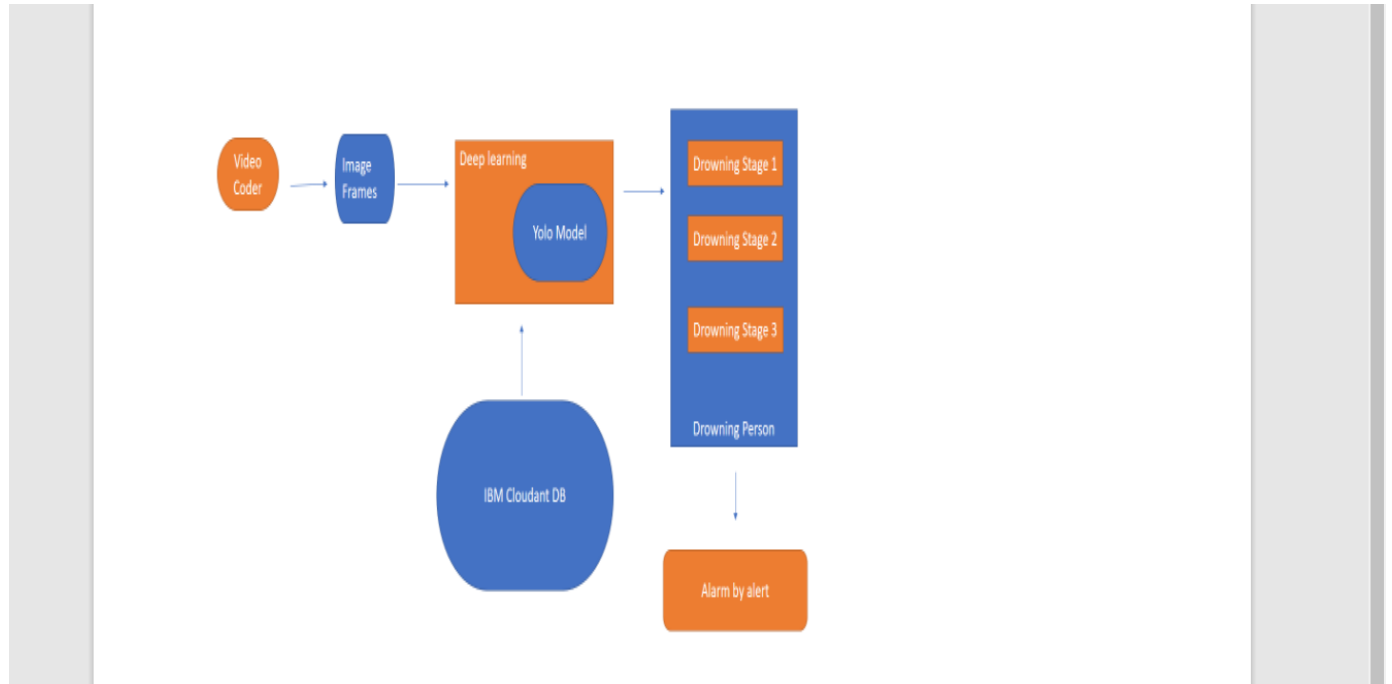 Video
Coder
Image
Frames
Deep learning
Yolo Model
Drowning Stage 1
Drowning Stage 2
Drowning Stage 3
Drowning Person
IBM Cloudant DB
Alarm by alert